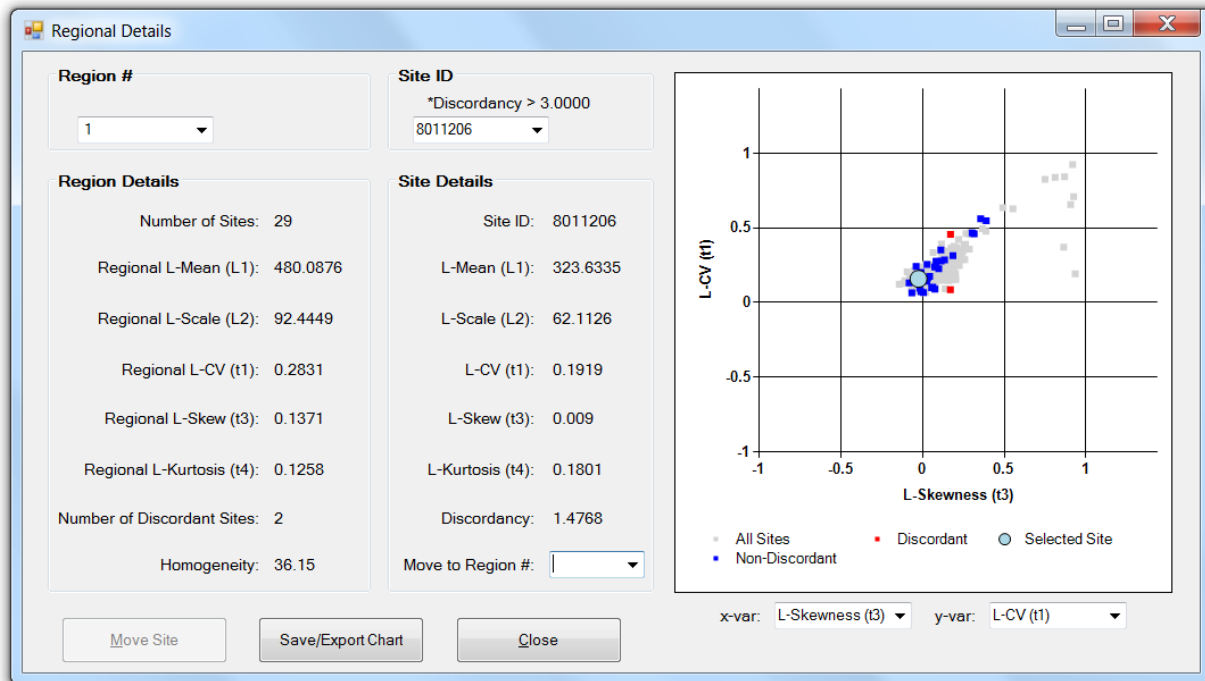 Regional Details
Region #
1
Site ID
*Discordancy > 3.0000
8011206
Region Details
Number of Sites: 29
Regional L-Mean (L1): 480.0876
Regional L-Scale (L2): 92.4449
Regional L-CV (t1): 0.2831
Regional L-Skew (t3): 0.1371
Regional L-Kurtosis (t4): 0.1258
Number of Discordant Sites: 2
Homogeneity: 36.15
Site Details
Site ID: 8011206
L-Mean (L1): 323.6335
L-Scale (L2): 62.1126
L-CV (t1): 0.1919
L-Skew (t3): 0.009
L-Kurtosis (t4): 0.1801
Discordancy: 1.4768
Move to Region #:
Move Site
Save/Export Chart
Close
L-CV (t1)
1
0.5
0
-0.5
-1
-1 -0.5 0 0.5 1
L-Skewness (t3)
All Sites Discordant Selected Site
Non-Discordant
x-var: L-Skewness (t3) y-var: L-CV (t1)